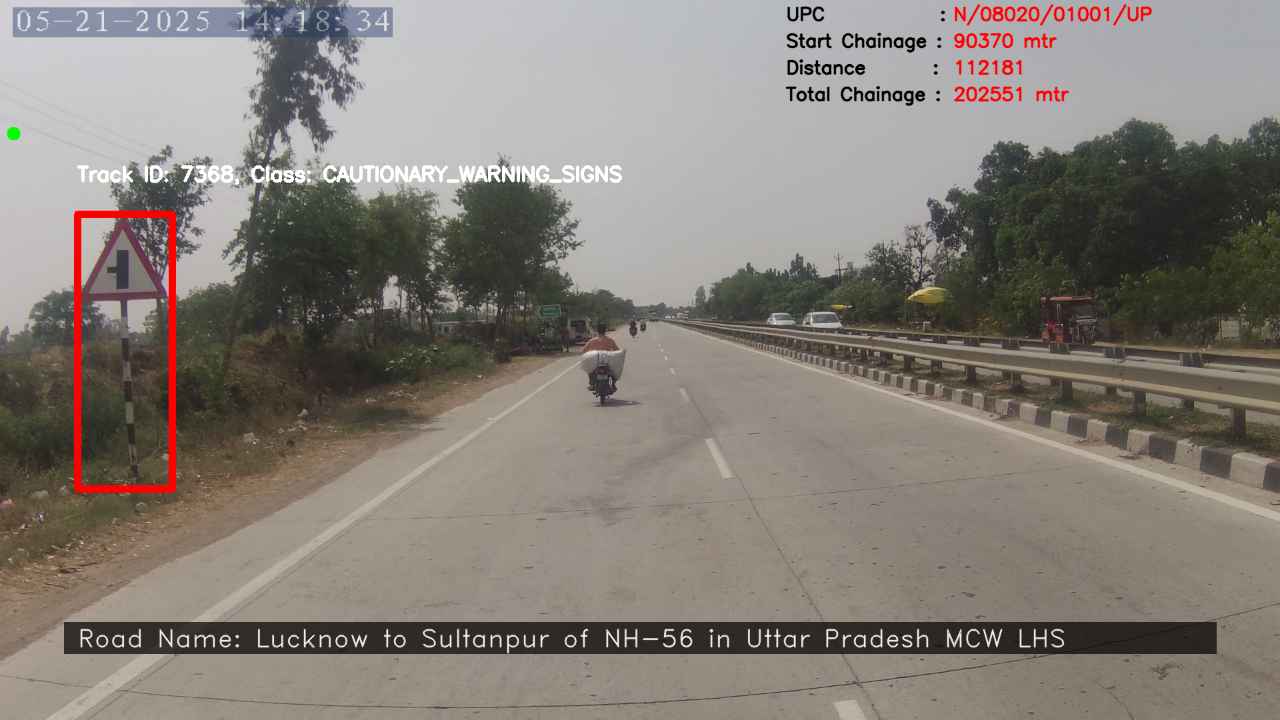 05-21-2025 14:18:34
UPC : N/08020/01001/UP
Start Chainage : 90370 mtr
Distance : 112181
Total Chainage : 202551 mtr
Track ID: 7368, Class: CAUTIONARY_WARNING_SIGNS
Road Name: Lucknow to Sultanpur of NH-56 in Uttar Pradesh MCW LHS